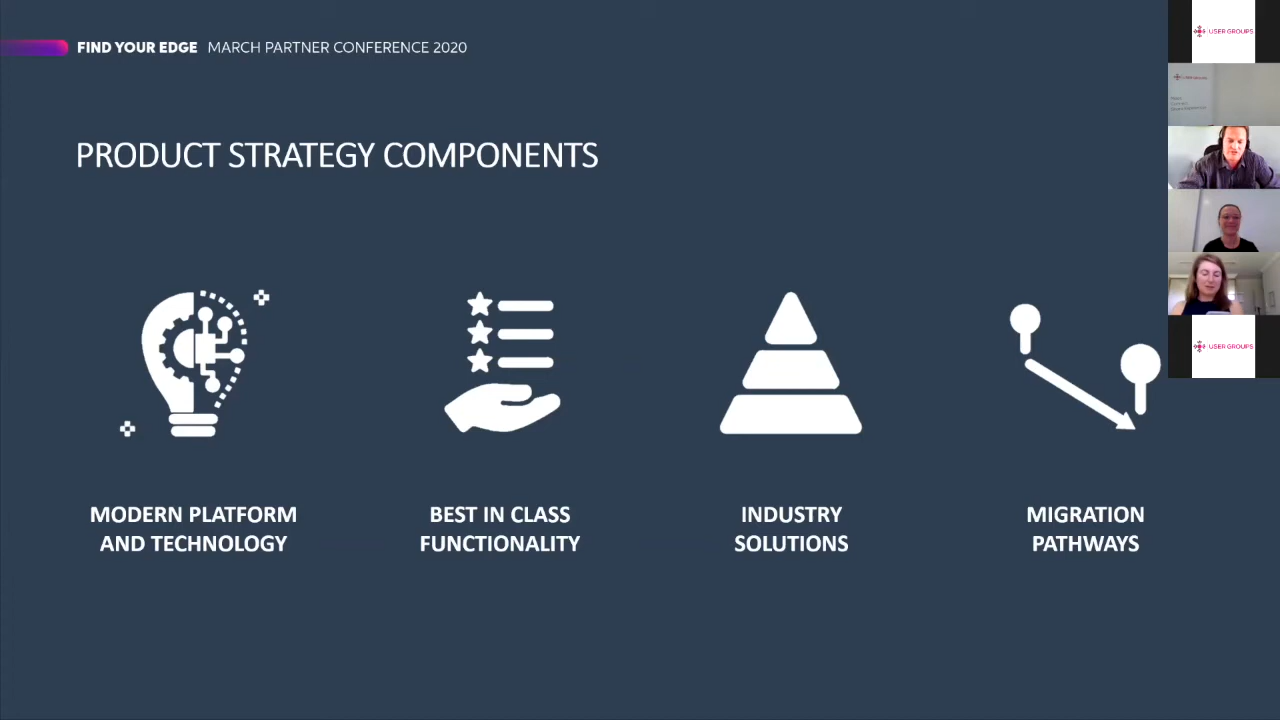 FIND YOUR EDGE MARCH PARTNER CONFERENCE 2020
PRODUCT STRATEGY COMPONENTS
MODERN PLATFORM
AND TECHNOLOGY
BEST IN CLASS
FUNCTIONALITY
INDUSTRY
SOLUTIONS
MIGRATION
PATHWAYS
USER GROUPS
USER GROUPS